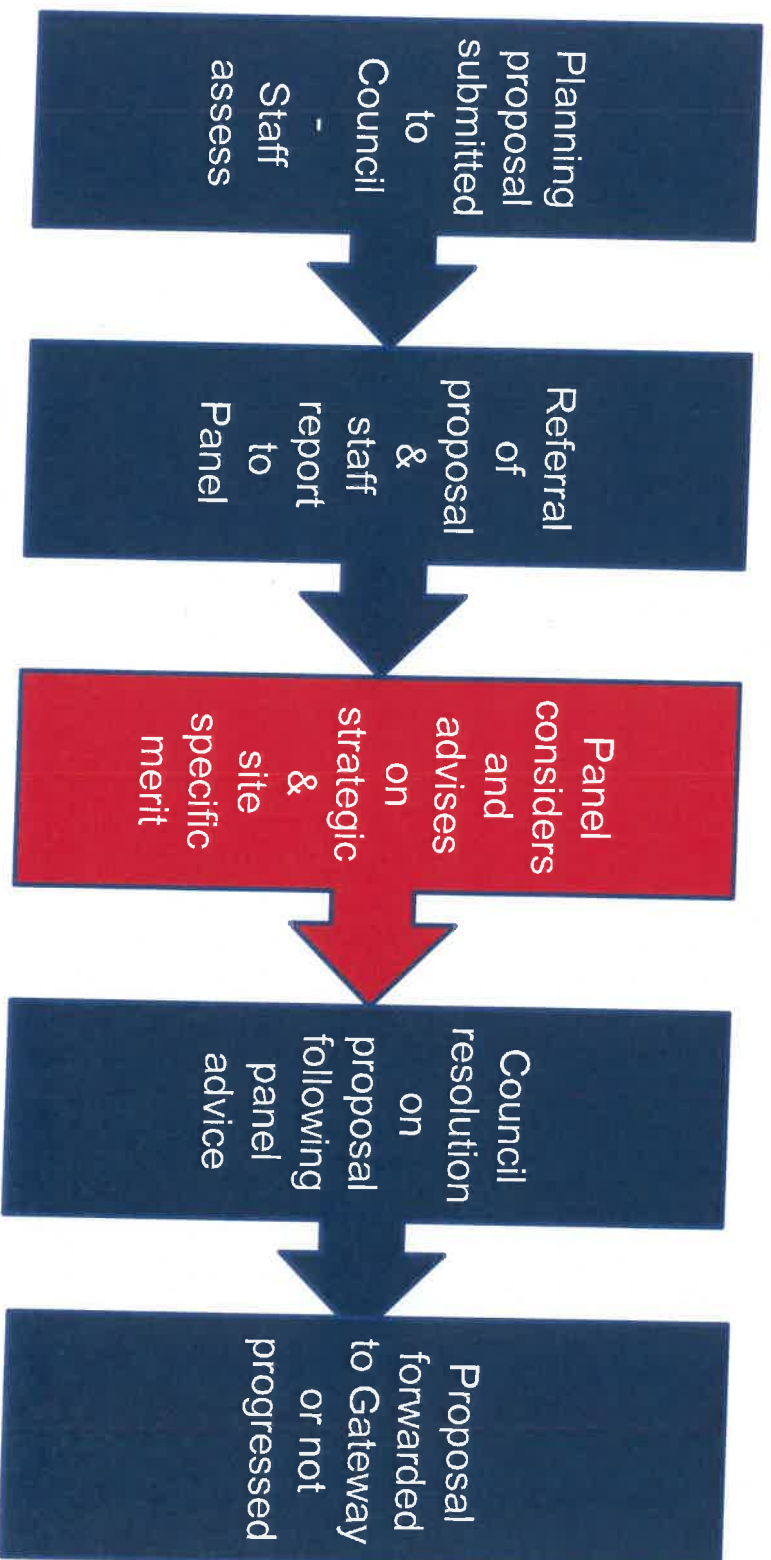 Planning
proposal
submitted
to
Council
-
Staff
assess
Referral
of
proposal
&
staff
report
to
Panel
Panel
considers
and
advises
on
strategic
&
site
specific
merit
Council
resolution
on
proposal
following
panel
advice
Proposal
forwarded
to Gateway
or not
progressed